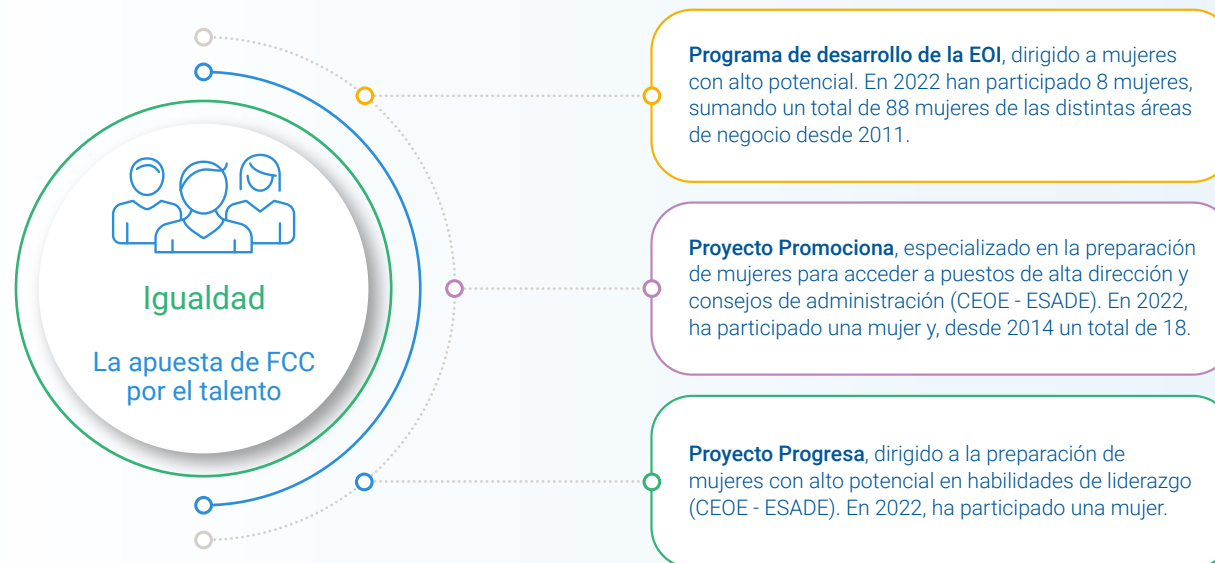 Igualdad
La apuesta de FCC
por el talento
Programa de desarrollo de la EOI, dirigido a mujeres
con alto potencial. En 2022 han participado 8 mujeres,
sumando un total de 88 mujeres de las distintas áreas
de negocio desde 2011.
Proyecto Promociona, especializado en la preparación
de mujeres para acceder a puestos de alta dirección y
consejos de administración (CEOE - ESADE). En 2022,
ha participado una mujer y, desde 2014 un total de 18.
Proyecto Progresa, dirigido a la preparación de
mujeres con alto potencial en habilidades de liderazgo
(CEOE - ESADE). En 2022, ha participado una mujer.